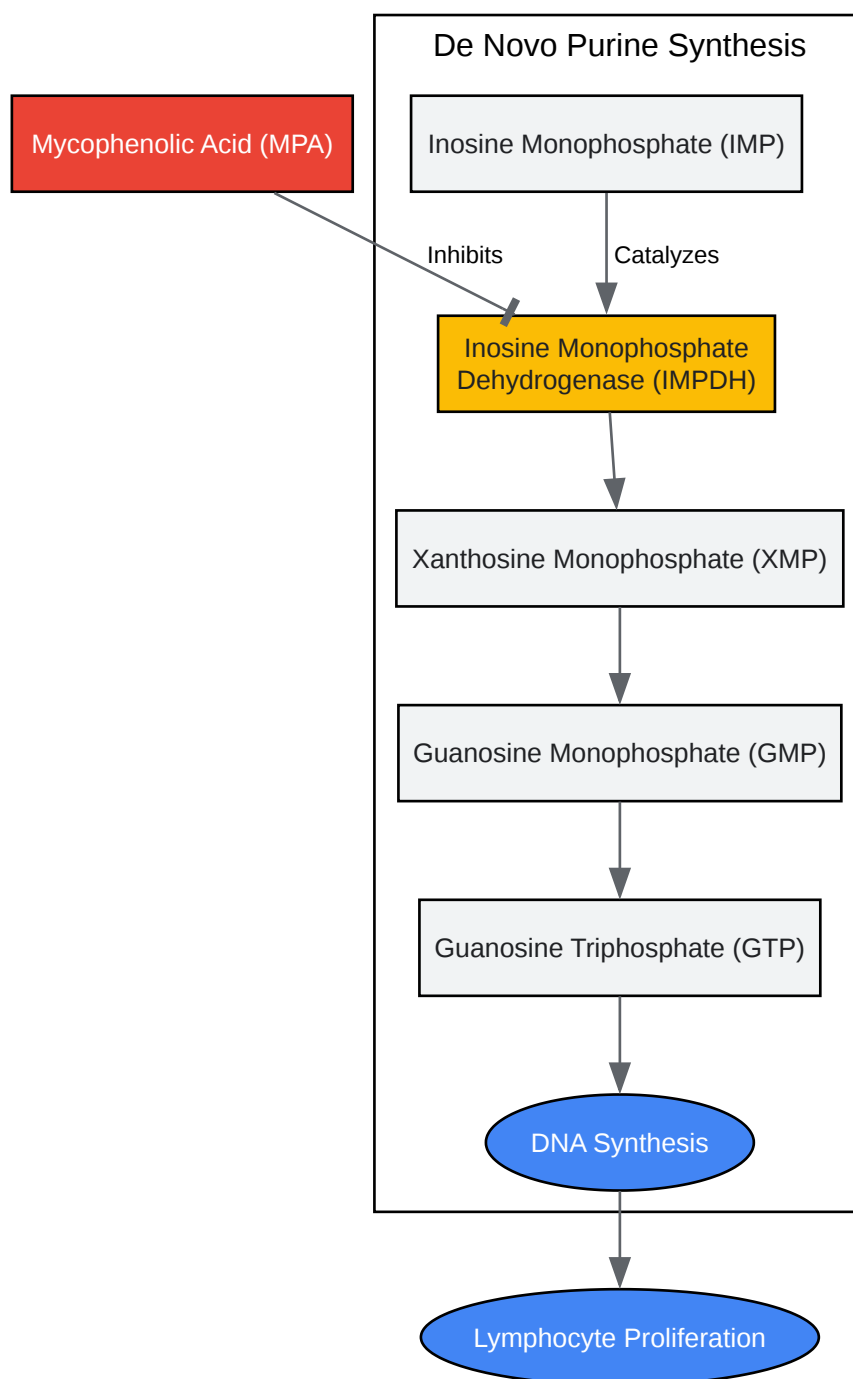 De Novo Purine Synthesis
Mycophenolic Acid (MPA)
Inosine Monophosphate (IMP)
Inhibits
Catalyzes
Inosine Monophosphate
Dehydrogenase (IMPDH)
Xanthosine Monophosphate (XMP)
Guanosine Monophosphate (GMP)
Guanosine Triphosphate (GTP)
DNA Synthesis
Lymphocyte Proliferation